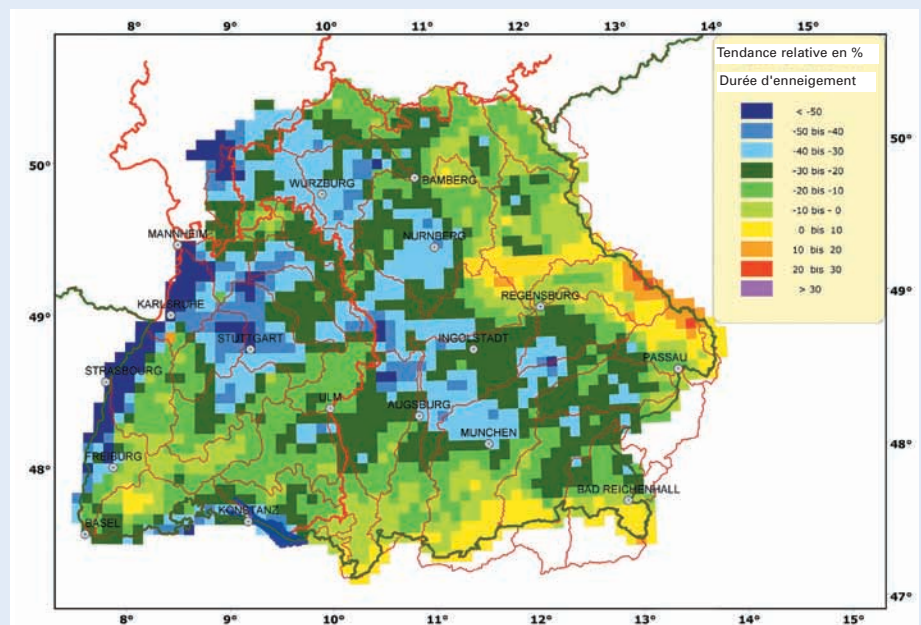 8° 9° 10° 11° 12° 13° 14° 15°
Tendance relative en %
Durée d'enneigement
< -50
-50 bis -40
-40 bis -30
-30 bis -20
-20 bis -10
-10 bis - 0
0 bis 10
10 bis 20
20 bis 30
> 30
50° 50°
WÜRZBURG
BAMBERG
MANNHEIM
NURNBERG
49° 49°
KARLSRUHE
REGENSBURG
STUTTGART
INGOLSTADT
PASSAU
STRASBOURG
ULM
AUGSBURG
MUNCHEN
48° 48°
FREIBURG
BAD REICHENHALL
KONSTANZ
BASEL
47°
8° 9° 10° 11° 12° 13° 14° 15°